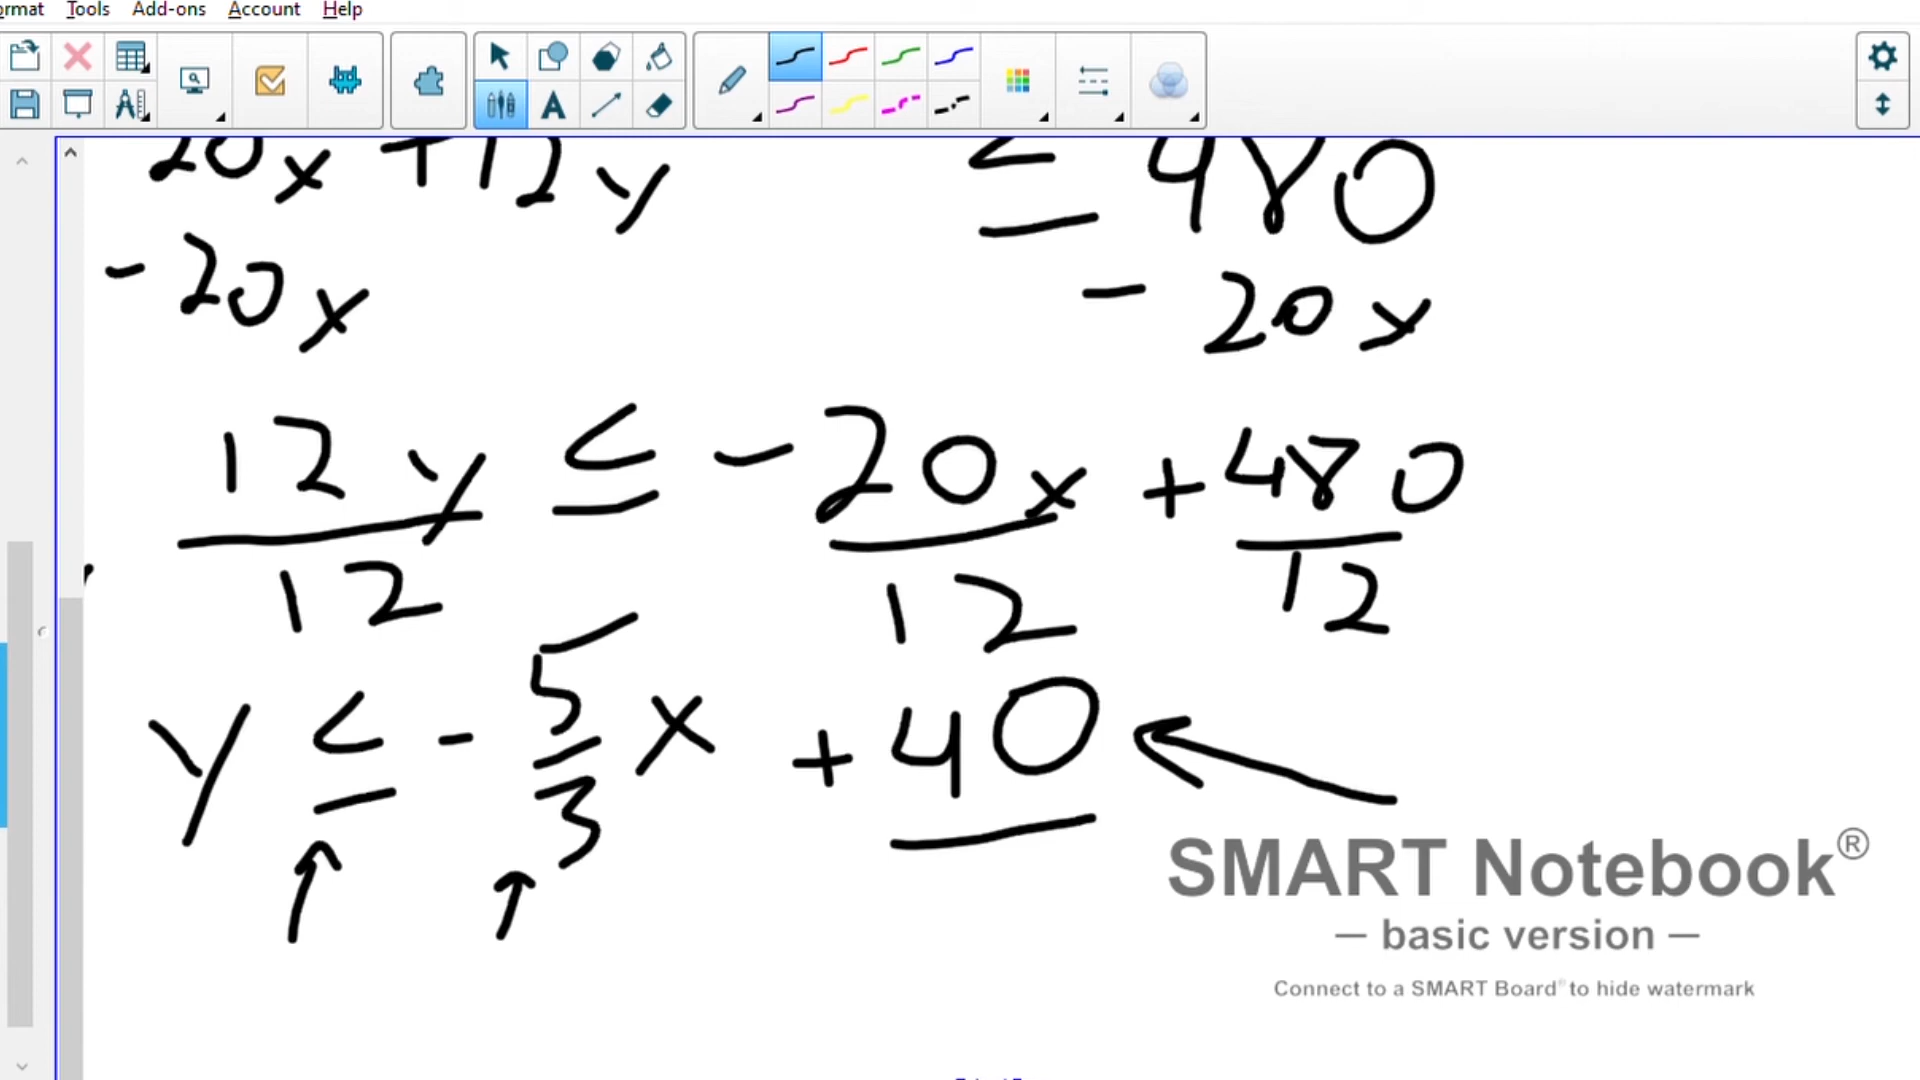 ormat Tools Add-ons Account Help
20x +12y ≤ 480
-20x - 20x
12y ≤ -20x +480
12 12 12
y ≤ - 5/3 x + 40
SMART Notebook®
— basic version —
Connect to a SMART Board® to hide watermark